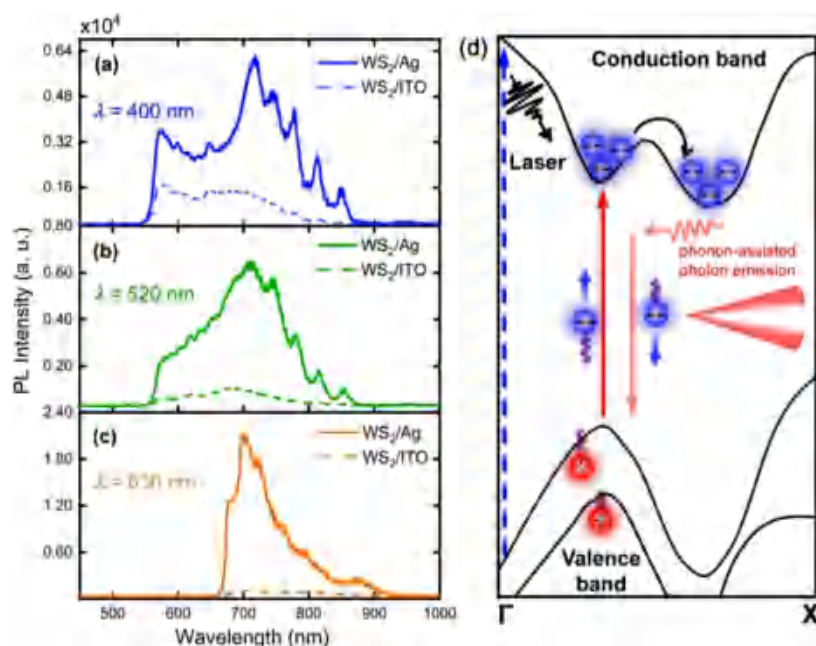 x10⁴
(a)
WS₂/Ag
WS₂/ITO
λ = 400 nm
0.64
0.48
0.32
0.16
0.80
(b)
WS₂/Ag
WS₂/ITO
λ = 520 nm
0.60
0.40
0.20
2.40
(c)
WS₂/Ag
WS₂/ITO
1.80
1.20
0.60
PL Intensity (a. u.)
500 600 700 800 900 1000
Wavelength (nm)
(d)
Conduction band
Laser
phonon-assisted
photon emission
Valence
band
Γ X